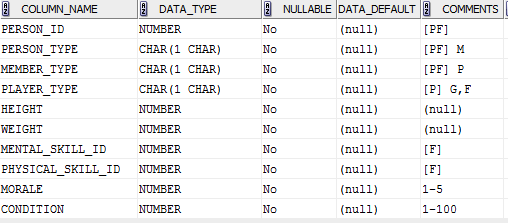 COLUMN_NAME DATA_TYPE NULLABLE DATA_DEFAULT COMMENTS
PERSON_ID NUMBER No (null) [PF]
PERSON_TYPE CHAR(1 CHAR) No (null) [PF] M
MEMBER_TYPE CHAR(1 CHAR) No (null) [PF] P
PLAYER_TYPE CHAR(1 CHAR) No (null) [P] G,F
HEIGHT NUMBER No (null) (null)
WEIGHT NUMBER No (null) (null)
MENTAL_SKILL_ID NUMBER No (null) [F]
PHYSICAL_SKILL_ID NUMBER No (null) [F]
MORALE NUMBER No (null) 1-5
CONDITION NUMBER No (null) 1-100